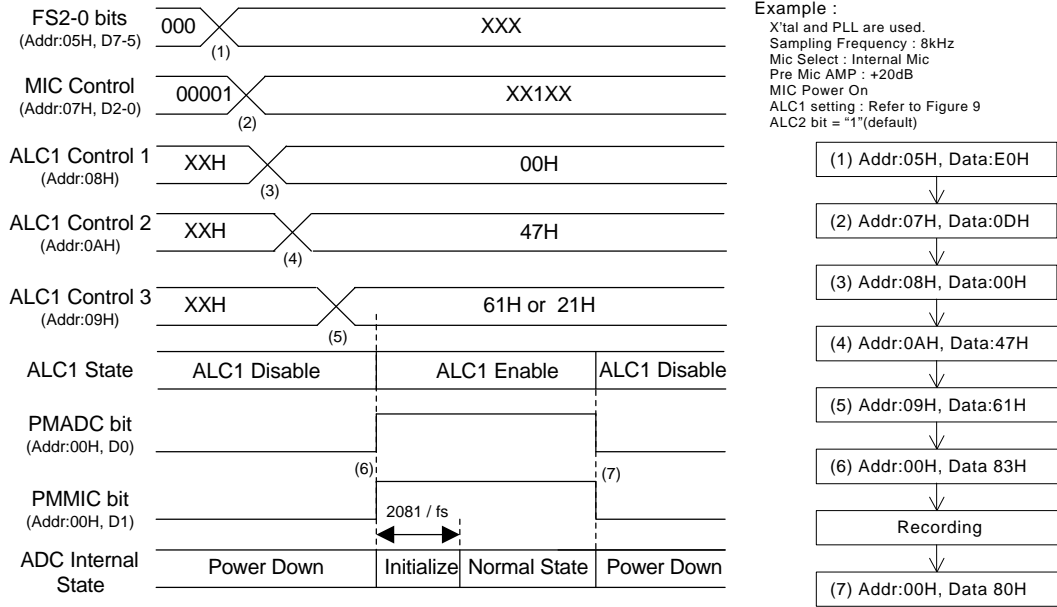 FS2-0 bits
(Addr:05H, D7-5)
000
XXX
(1)
MIC Control
(Addr:07H, D2-0)
00001
XX1XX
(2)
ALC1 Control 1
(Addr:08H)
XXH
00H
(3)
ALC1 Control 2
(Addr:0AH)
XXH
47H
(4)
ALC1 Control 3
(Addr:09H)
XXH
61H or 21H
(5)
ALC1 State
ALC1 Disable
ALC1 Enable
ALC1 Disable
PMADC bit
(Addr:00H, D0)
(6)
(7)
PMMIC bit
(Addr:00H, D1)
2081 / fs
ADC Internal
State
Power Down
Initialize
Normal State
Power Down
Example :
X'tal and PLL are used.
Sampling Frequency : 8kHz
Mic Select : Internal Mic
Pre Mic AMP : +20dB
MIC Power On
ALC1 setting : Refer to Figure 9
ALC2 bit = “1”(default)
(1) Addr:05H, Data:E0H
(2) Addr:07H, Data:0DH
(3) Addr:08H, Data:00H
(4) Addr:0AH, Data:47H
(5) Addr:09H, Data:61H
(6) Addr:00H, Data 83H
Recording
(7) Addr:00H, Data 80H